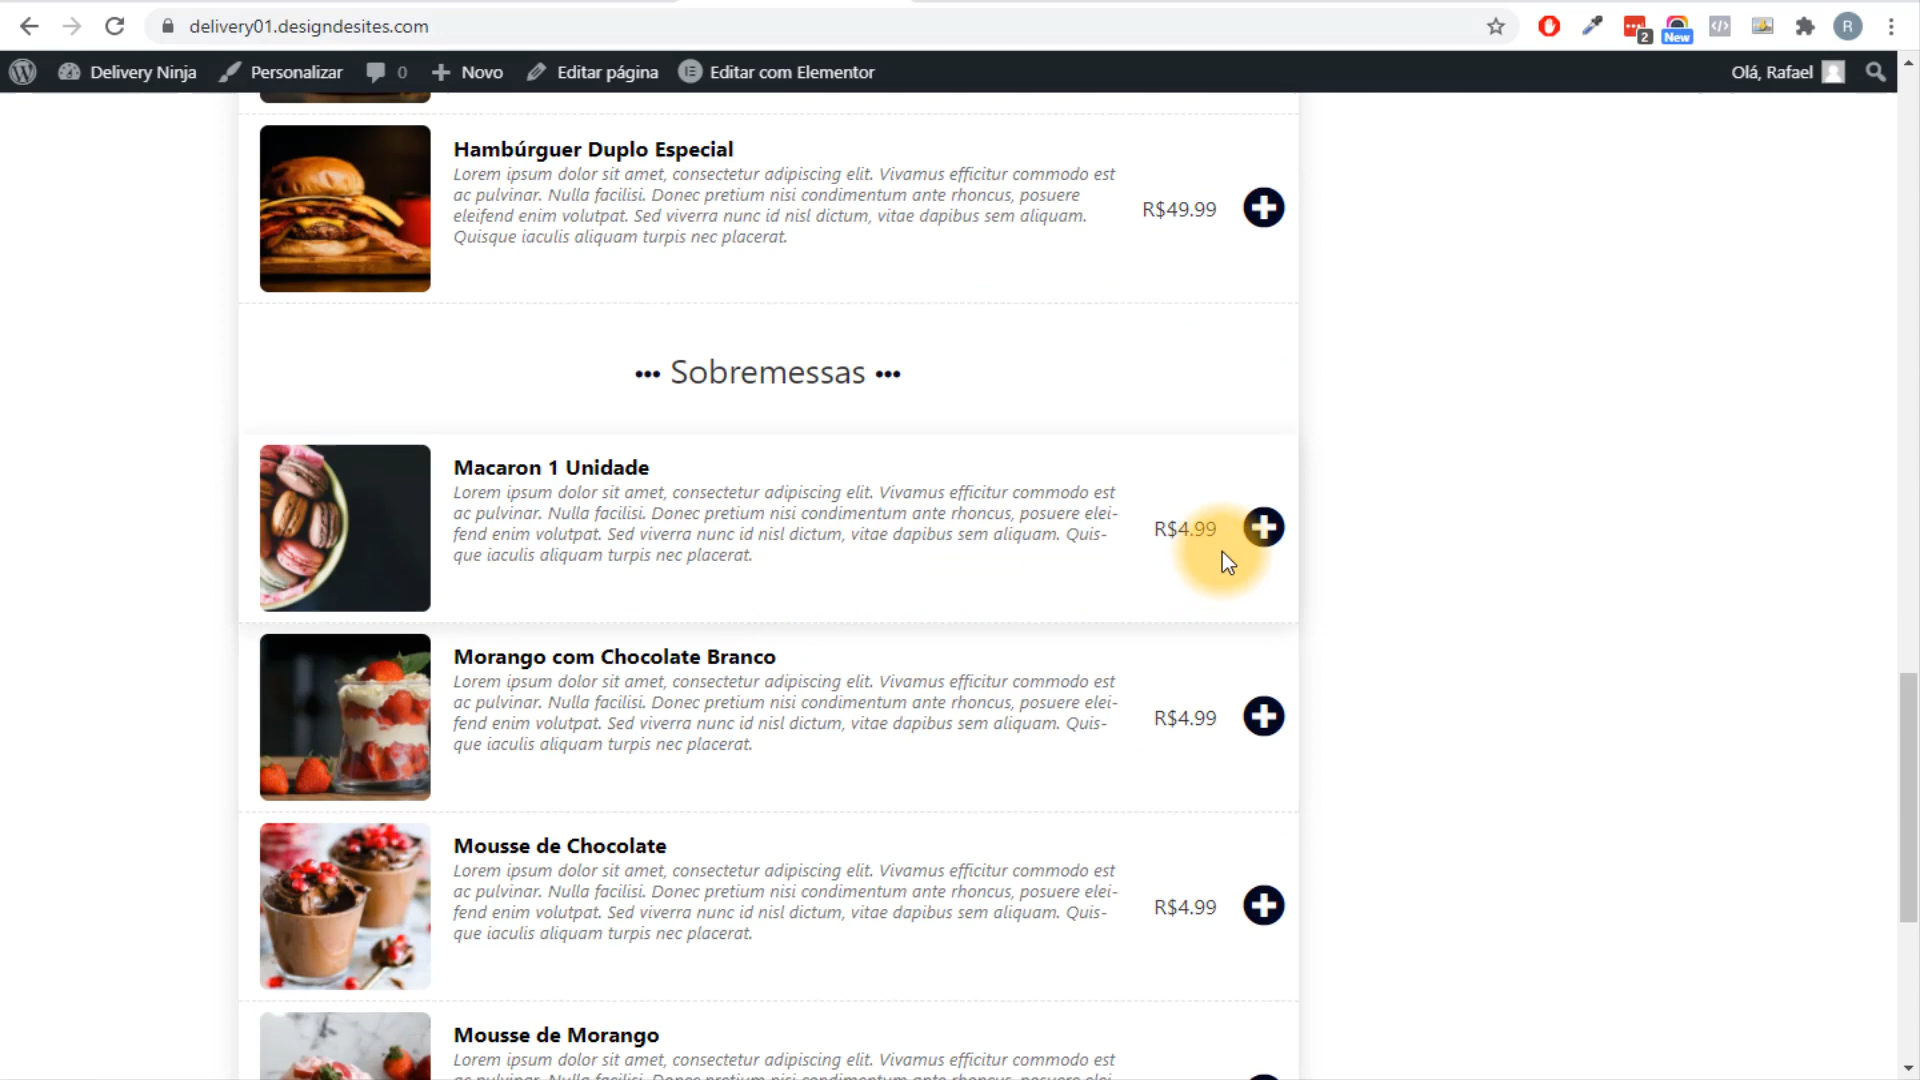 delivery01.designdesites.com
R
2
New
Delivery Ninja
Personalizar
0
Novo
Editar página
Editar com Elementor
Olá, Rafael
Hambúrguer Duplo Especial
Lorem ipsum dolor sit amet, consectetur adipiscing elit. Vivamus efficitur commodo est
ac pulvinar. Nulla facilisi. Donec pretium nisi condimentum ante rhoncus, posuere
eleifend enim volutpat. Sed viverra nunc id nisl dictum, vitae dapibus sem aliquam.
Quisque iaculis aliquam turpis nec placerat.
R$49.99
••• Sobremessas •••
Macaron 1 Unidade
Lorem ipsum dolor sit amet, consectetur adipiscing elit. Vivamus efficitur commodo est
ac pulvinar. Nulla facilisi. Donec pretium nisi condimentum ante rhoncus, posuere elei-
fend enim volutpat. Sed viverra nunc id nisl dictum, vitae dapibus sem aliquam. Quis-
que iaculis aliquam turpis nec placerat.
R$4.99
Morango com Chocolate Branco
Lorem ipsum dolor sit amet, consectetur adipiscing elit. Vivamus efficitur commodo est
ac pulvinar. Nulla facilisi. Donec pretium nisi condimentum ante rhoncus, posuere elei-
fend enim volutpat. Sed viverra nunc id nisl dictum, vitae dapibus sem aliquam. Quis-
que iaculis aliquam turpis nec placerat.
R$4.99
Mousse de Chocolate
Lorem ipsum dolor sit amet, consectetur adipiscing elit. Vivamus efficitur commodo est
ac pulvinar. Nulla facilisi. Donec pretium nisi condimentum ante rhoncus, posuere elei-
fend enim volutpat. Sed viverra nunc id nisl dictum, vitae dapibus sem aliquam. Quis-
que iaculis aliquam turpis nec placerat.
R$4.99
Mousse de Morango
Lorem ipsum dolor sit amet, consectetur adipiscing elit. Vivamus efficitur commodo est